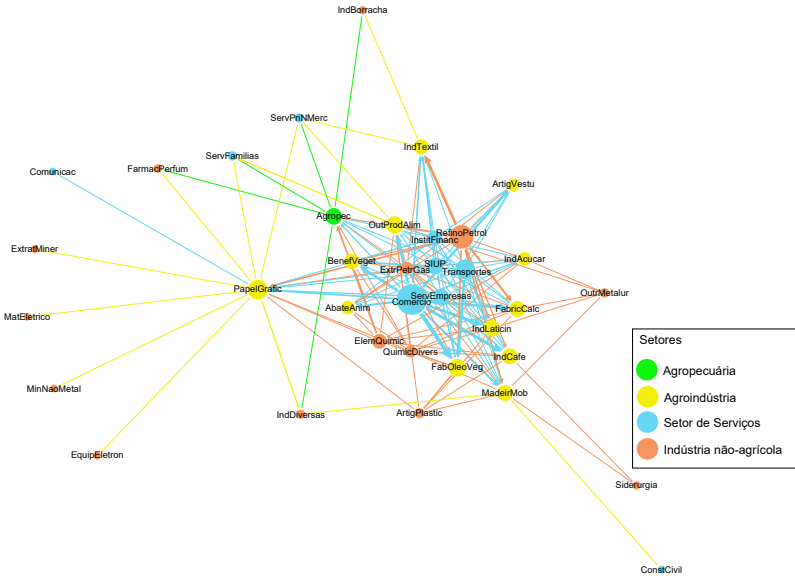 IndBorracha
ServPriNMerc
IndTextil
ServFamilias
FarmacPerfum
Comunicac
ArtigVestu
Agropec
OutProdAlim
RefinoPetrol
InstitFinanc
ExtratMiner
BenefVeget
IndAcucar
SIUP
ExtrPetrGas
Transportes
PapelGrafic
OutrMetalur
ServEmpresas
Comercio
AbateAnim
FabricCalc
MatEletrico
IndLaticin
Setores
ElemQuimic
QuimicDivers
IndCafe
FabOleoVeg
Agropecuária
MinNaoMetal
MadeirMob
Agroindústria
IndDiversas
ArtigPlastic
Setor de Serviços
Indústria não-agrícola
EquipEletron
Siderurgia
ConstCivil